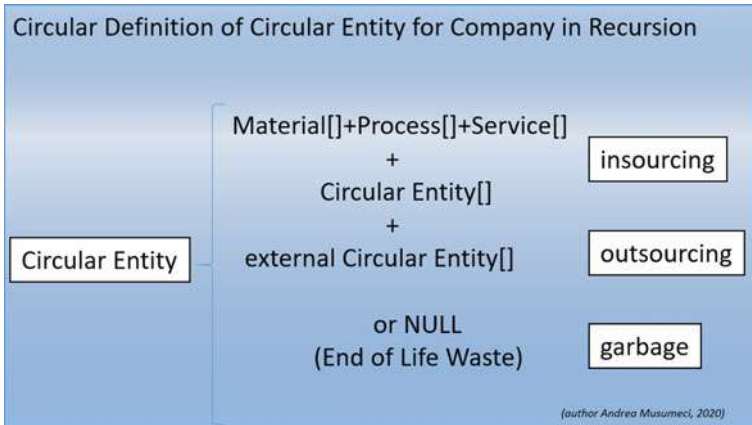 Circular Definition of Circular Entity for Company in Recursion
Material[]+Process[]+Service[]
+
insourcing
Circular Entity[]
+
Circular Entity
external Circular Entity[]
outsourcing
or NULL
(End of Life Waste)
garbage
(author Andrea Musumeci, 2020)